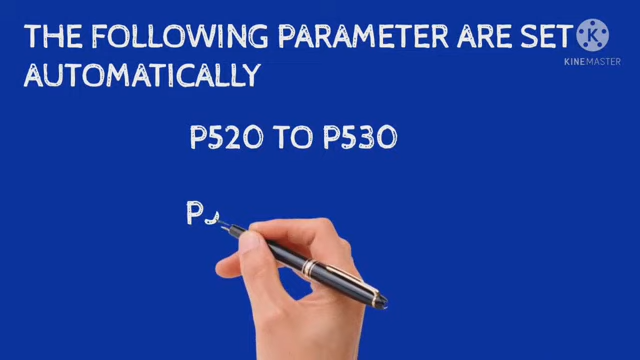 THE FOLLOWING PARAMETER ARE SET
AUTOMATICALLY
K
KINEMASTER
P520 TO P530
P